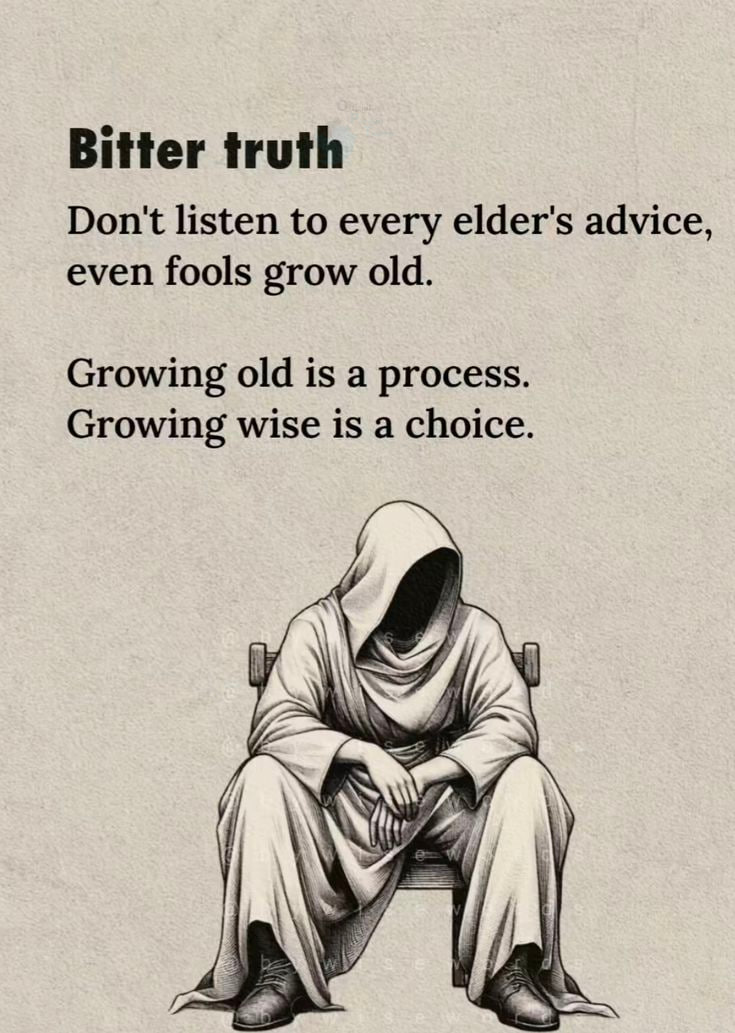 Bitter truth
Don't listen to every elder's advice,
even fools grow old.
Growing old is a process.
Growing wise is a choice.